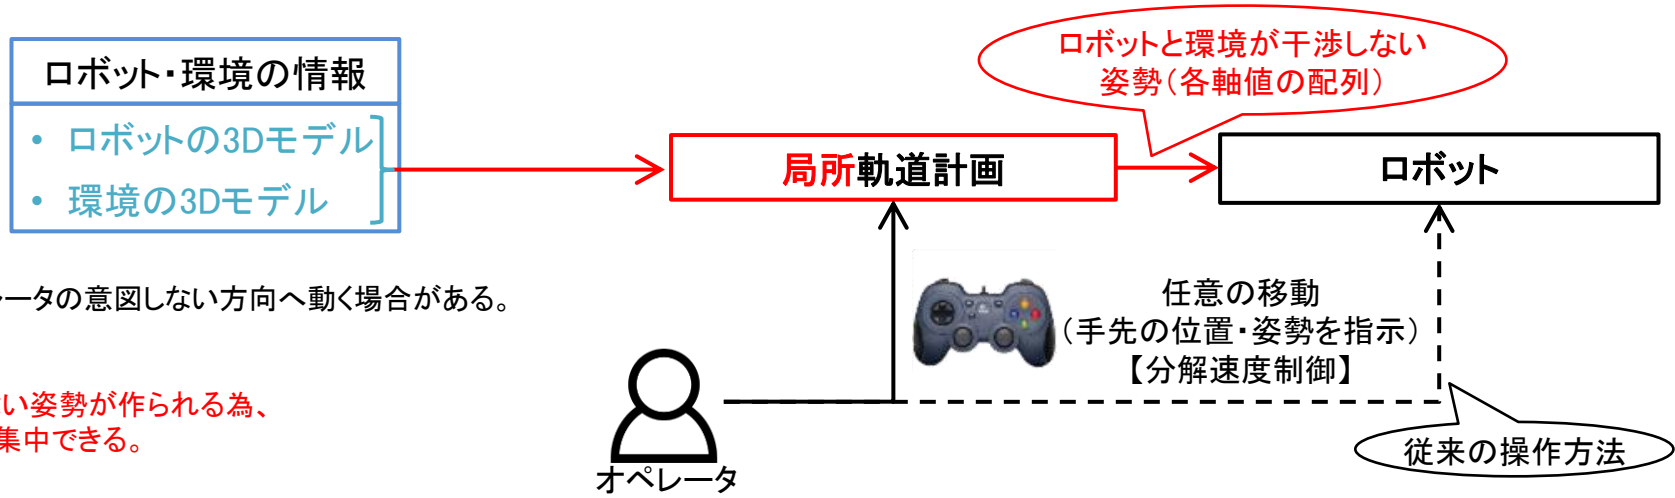 ロボットと環境が干渉しない
姿勢（各軸値の配列）
ロボット・環境の情報
• ロボットの3Dモデル
• 環境の3Dモデル
局所軌道計画
ロボット
ータの意図しない方向へ動く場合がある。
任意の移動
（手先の位置・姿勢を指示）
【分解速度制御】
い姿勢が作られる為、
集中できる。
従来の操作方法
オペレータ